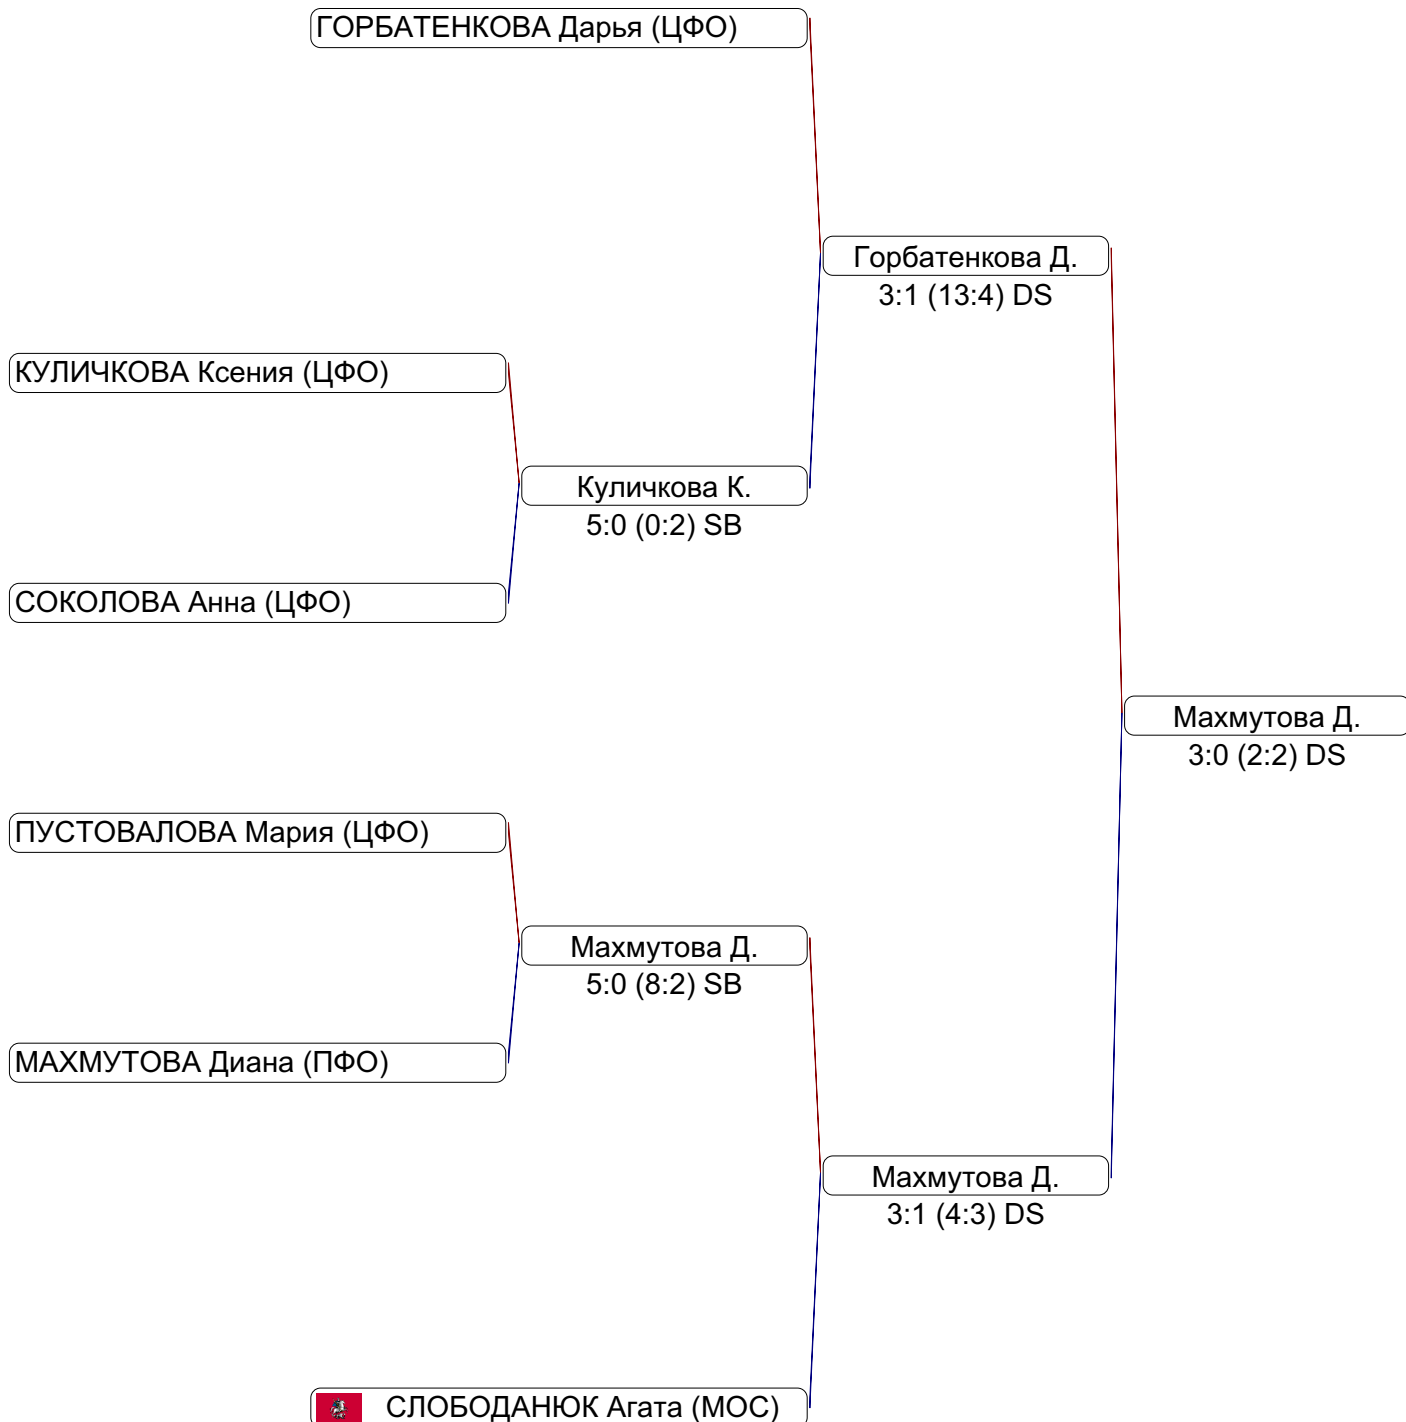 ГОРБАТЕНКОВА Дарья (ЦФО)
Горбатенкова Д.
3:1 (13:4) DS
КУЛИЧКОВА Ксения (ЦФО)
Куличкова К.
5:0 (0:2) SB
СОКОЛОВА Анна (ЦФО)
Махмутова Д.
3:0 (2:2) DS
ПУСТОВАЛОВА Мария (ЦФО)
Махмутова Д.
5:0 (8:2) SB
МАХМУТОВА Диана (ПФО)
Махмутова Д.
3:1 (4:3) DS
СЛОБОДАНЮК Агата (МОС)